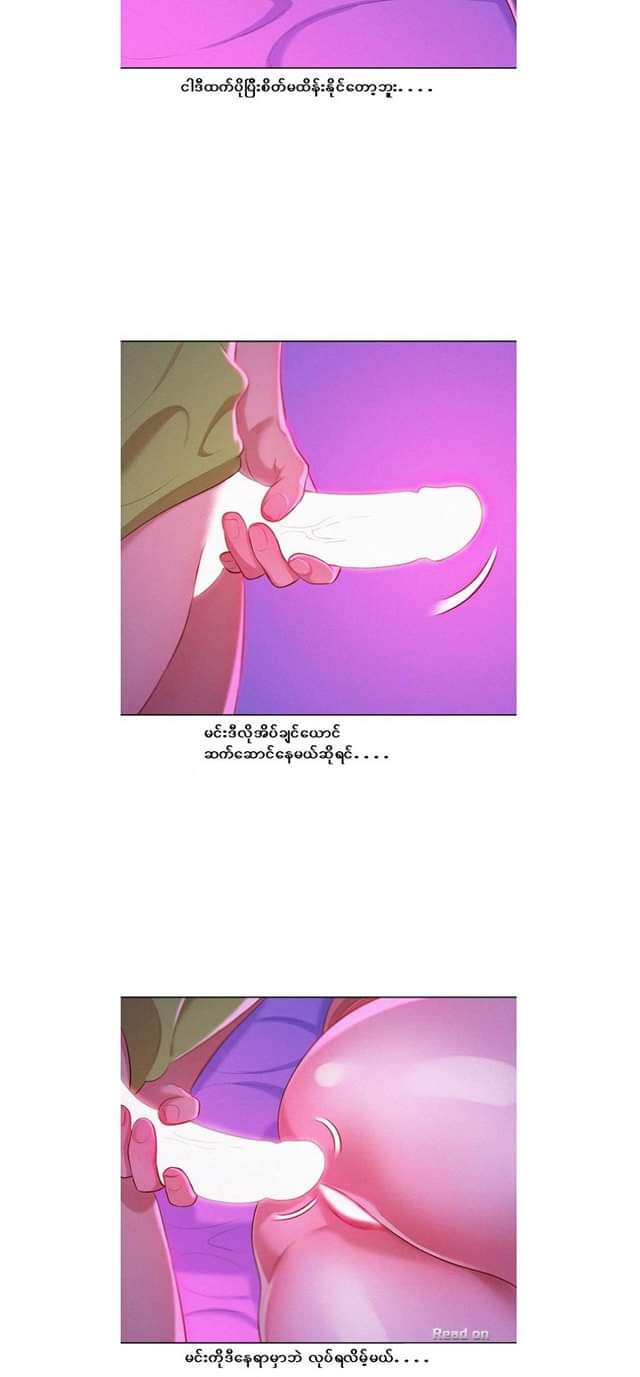 ငါဒီထက်ပိုပြီးစိတ်မထိန်းနိုင်တော့ဘူး. . . .
မင်းဒီလိုအိပ်ချင်ယောင်
ဆက်ဆောင်နေမယ်ဆိုရင်. . . .
Read on
မင်းကိုဒီနေရာမှာဘဲ လုပ်ရလိမ့်မယ်. . . .